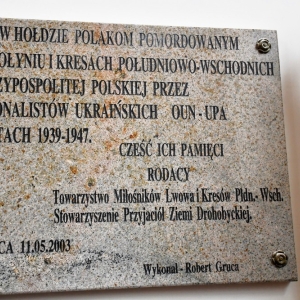 W HOŁDZIE POLAKOM POMORDOWANYM
OŁYNIU I KRESACH POŁUDNIOWO-WSCHODNICH
ZYPOSPOLITEJ POLSKIEJ PRZEZ
ONALISTÓW UKRAIŃSKICH OUN-UPA
TACH 1939-1947.
CZEŚĆ ICH PAMIĘCI
RODACY
Towarzystwo Miłośników Lwowa i Kresów Płdn.-Wsch.
Stowarzyszenie Przyjaciół Ziemi Drohobyckiej.
CA 11.05.2003
Wykonał-Robert Gruca